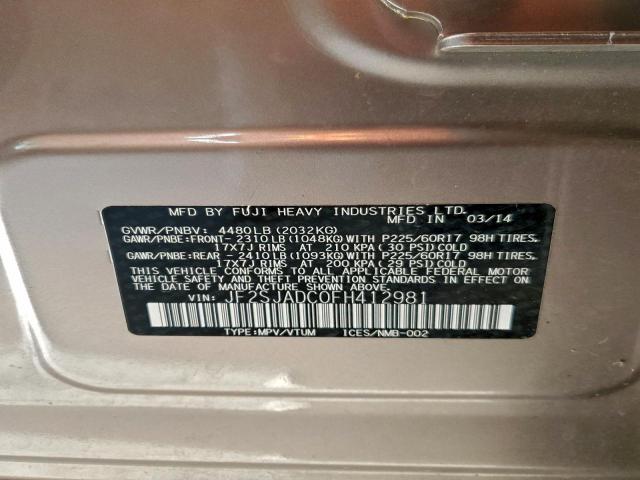 MFD BY FUJI HEAVY INDUSTRIES LTD.
MFD IN 03/14
GVWR/PNBV: 4480LB (2032KG)
GAWR/PNBE:FRONT-2310LB(1048KG)WITH P225/60R17 98H TIRES,
17X7J RIMS AT 210 KPA (30 PSI)COLD
GAWR/PNBE:REAR -2410LB(1093KG)WITH P225/60R17 98H TIRES,
17X7J RIMS AT 200 KPA (29 PSI)COLD
THIS VEHICLE CONFORMS TO ALL APPLICABLE FEDERAL MOTOR
VEHICLE SAFETY AND THEFT PREVENTION STANDARDS IN EFFECT ON
THE DATE OF MANUFACTURE SHOWN ABOVE.
VIN: JF2SJADC0FH412981
TYPE:MPV/VTUM ICES/NMB-002